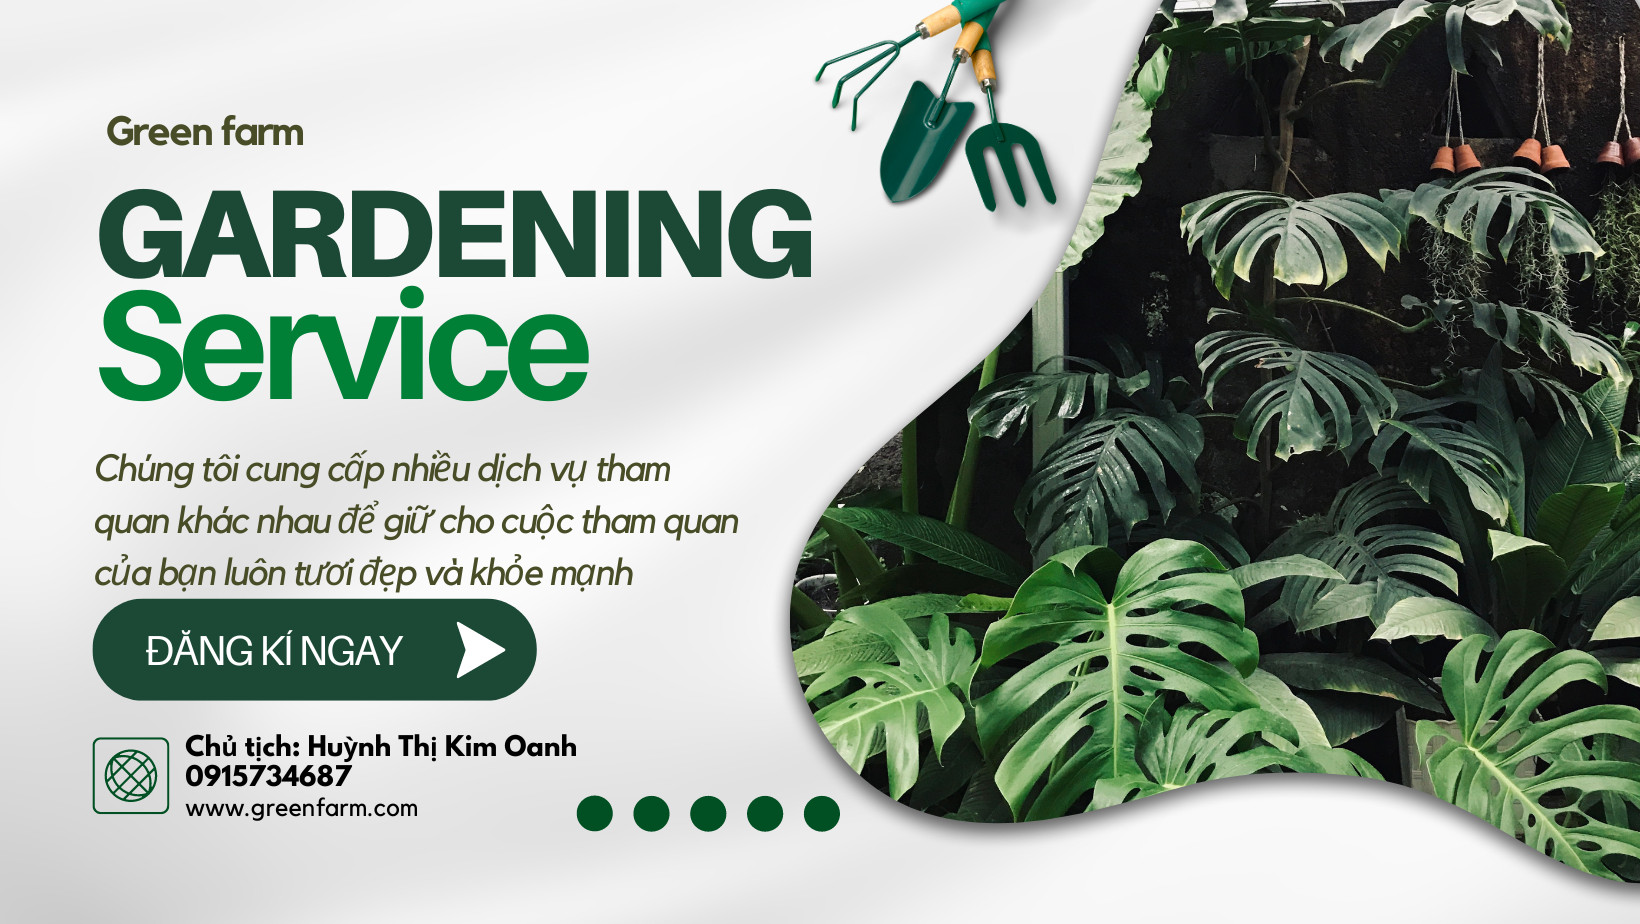 Green farm
GARDENING
Service
Chúng tôi cung cấp nhiều dịch vụ tham
quan khác nhau để giữ cho cuộc tham quan
của bạn luôn tươi đẹp và khỏe mạnh
ĐĂNG KÍ NGAY
Chủ tịch: Huỳnh Thị Kim Oanh
0915734687
www.greenfarm.com